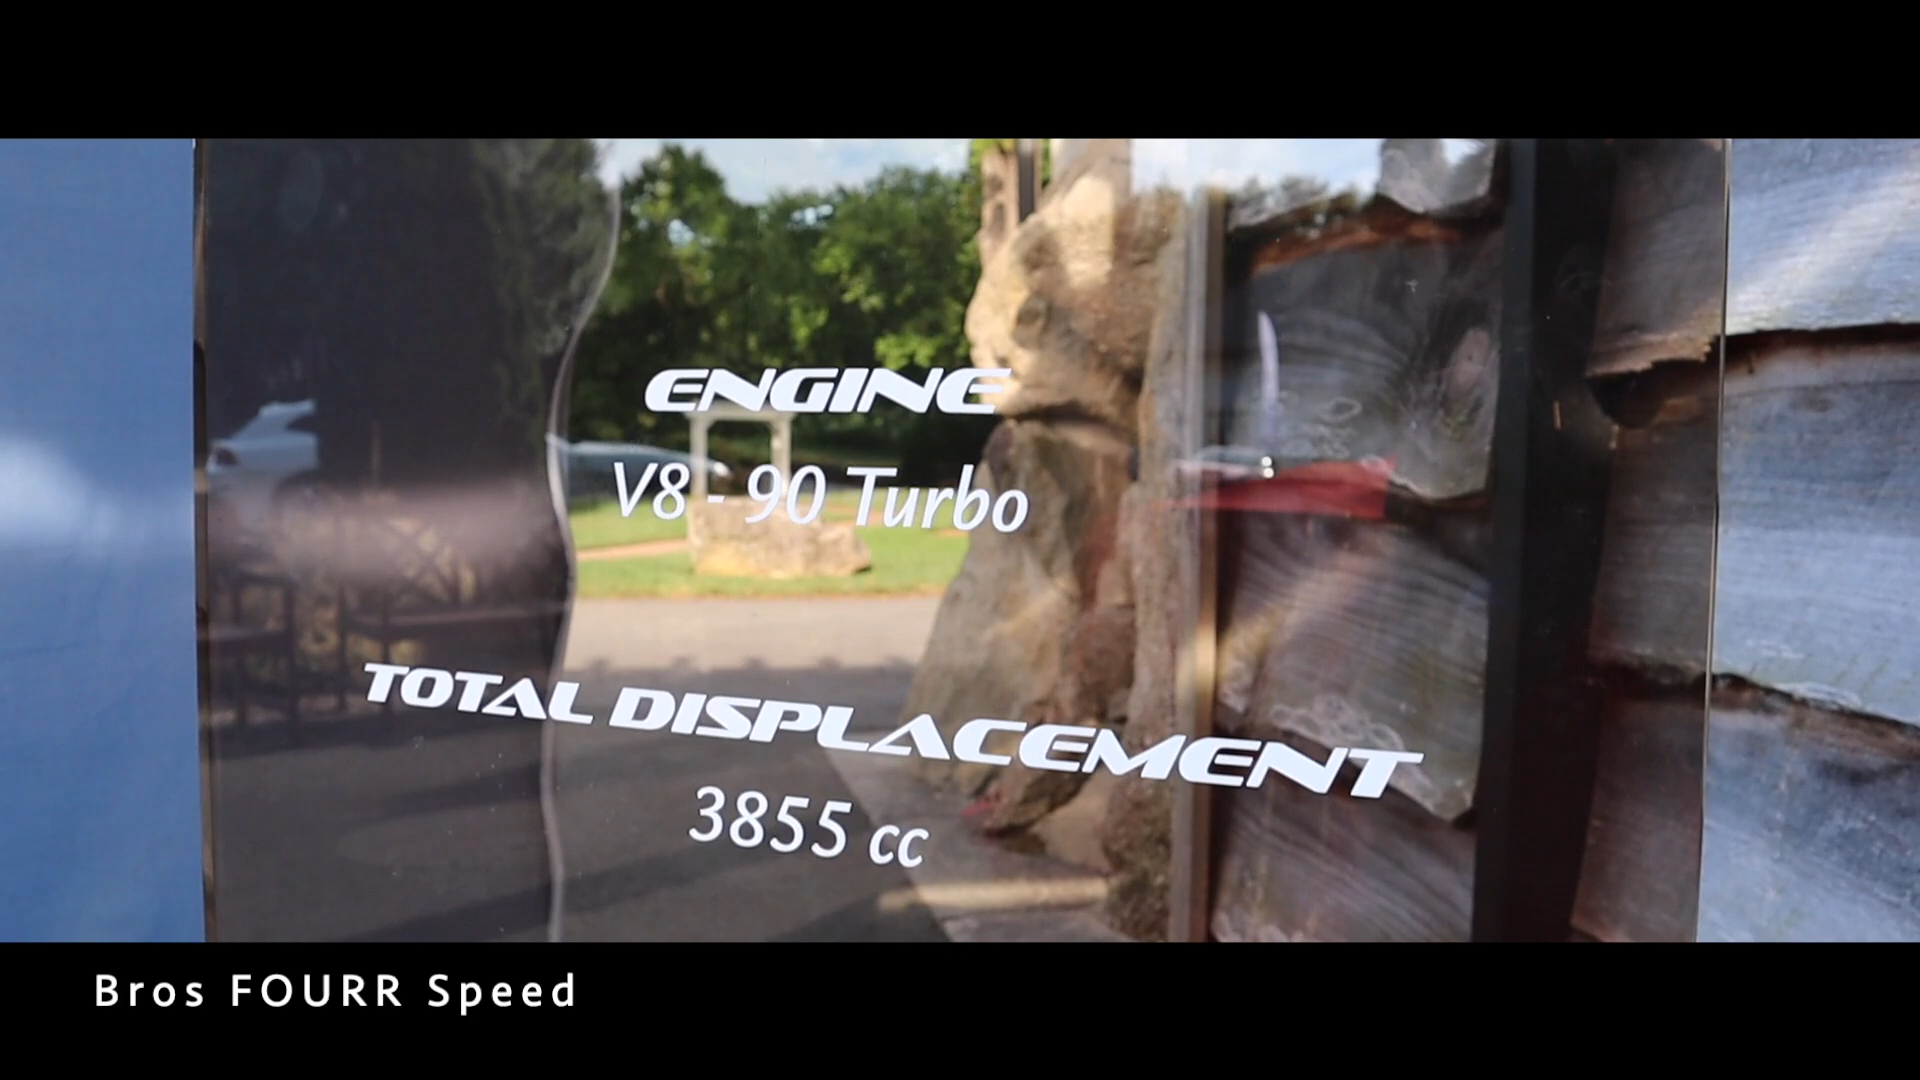 ENGINE
V8 - 90 Turbo
TOTAL DISPLACEMENT
3855 cc
Bros FOURR Speed